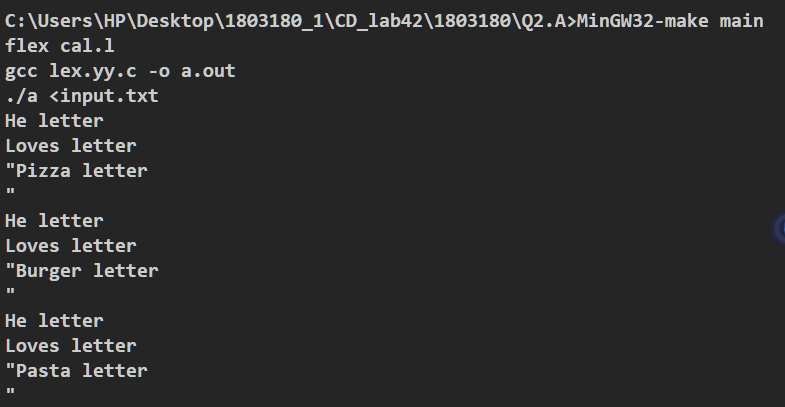 C:\Users\HP\Desktop\1803180_1\CD_lab42\1803180\Q2.A>MinGW32-make main
flex cal.l
gcc lex.yy.c -o a.out
./a <input.txt
He letter
Loves letter
"Pizza letter
"
He letter
Loves letter
"Burger letter
"
He letter
Loves letter
"Pasta letter
"